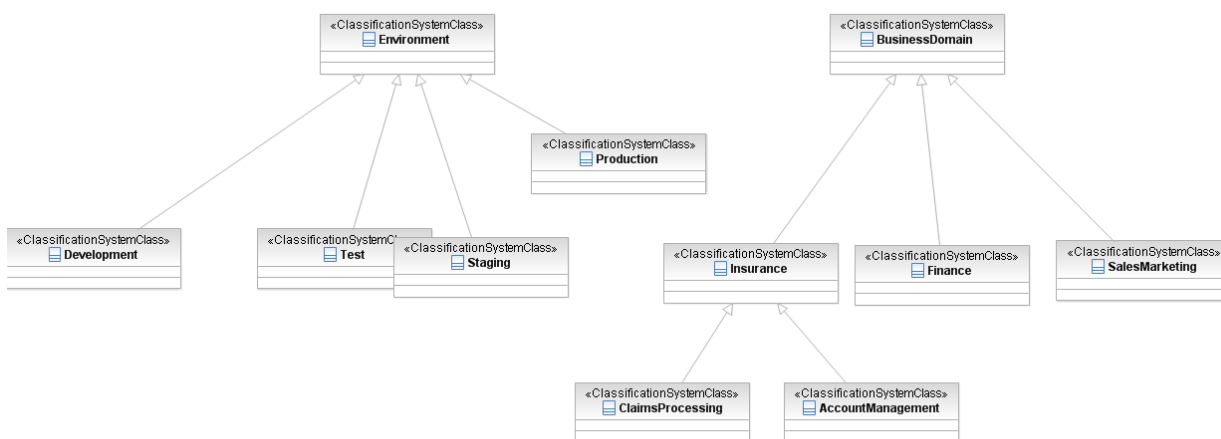 «ClassificationSystemClass»
Environment
«ClassificationSystemClass»
BusinessDomain
«ClassificationSystemClass»
Production
«ClassificationSystemClass»
Development
«ClassificationSystemClass»
Test
«ClassificationSystemClass»
Staging
«ClassificationSystemClass»
Insurance
«ClassificationSystemClass»
Finance
«ClassificationSystemClass»
SalesMarketing
«ClassificationSystemClass»
ClaimsProcessing
«ClassificationSystemClass»
AccountManagement